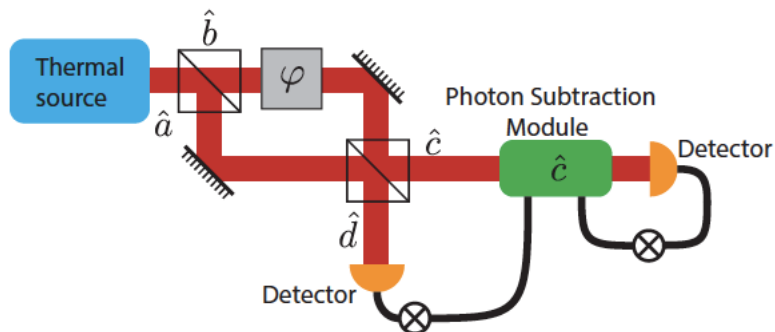 Thermal
source
b̂
â
φ
ĉ
d̂
Detector
Photon Subtraction
Module
ĉ
Detector